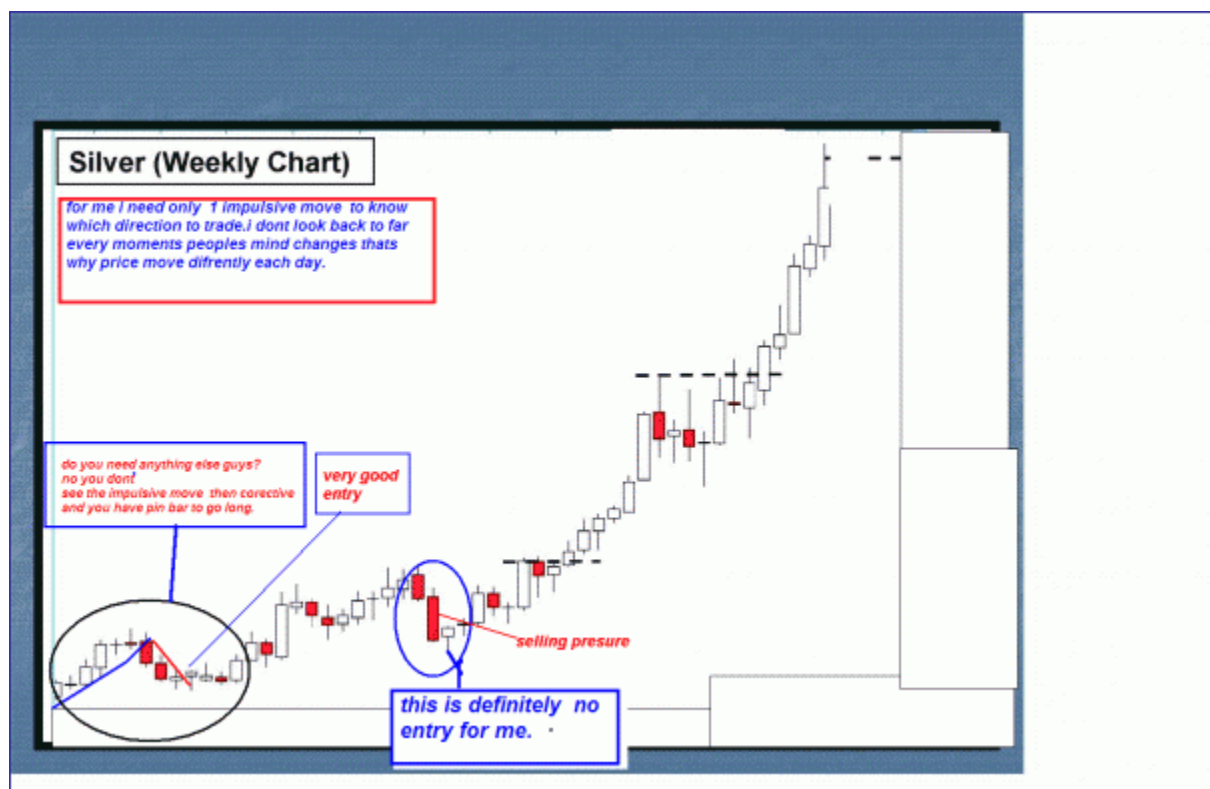 Silver (Weekly Chart)
for me i need only 1 impulsive move to know
which direction to trade.i dont look back to far
every moments peoples mind changes thats
why price move difrently each day.
do you need anything else guys?
no you dont
see the impulsive move then corective
and you have pin bar to go long.
very good
entry
selling presure
this is definitely no
entry for me.